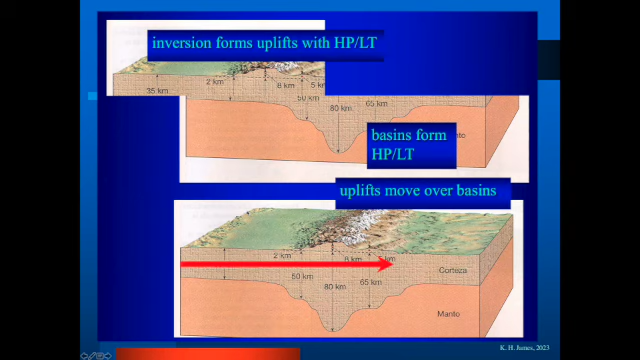 inversion forms uplifts with HP/LT
2 km
6 km
35 km
50 km
65 km
80 km
basins form
HP/LT
uplifts move over basins
2 km
6 km
5 km
50 km
Corteza
80 km
65 km
Manto
K. H. James, 2023